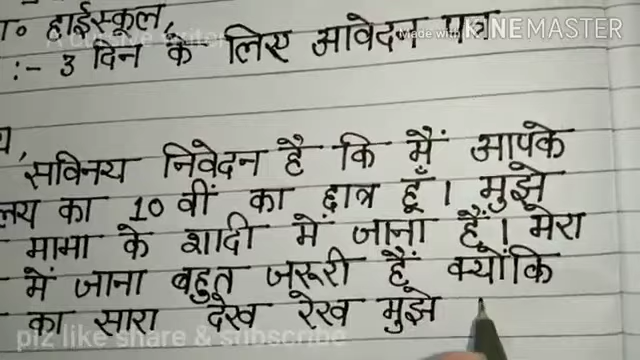 हाईस्कूल,
Made with KINEMASTER
:- 3 दिन के लिए आवेदन पत्र
सविनय निवेदन है कि मैं आपके
लय का 10 वीं का छात्र हूँ। मुझे
मामा के शादी में जाना हैं। मेरा
में जाना बहुत जरूरी हैं क्योंकि
का सारा देख रेख मुझे
plz like share & subscribe